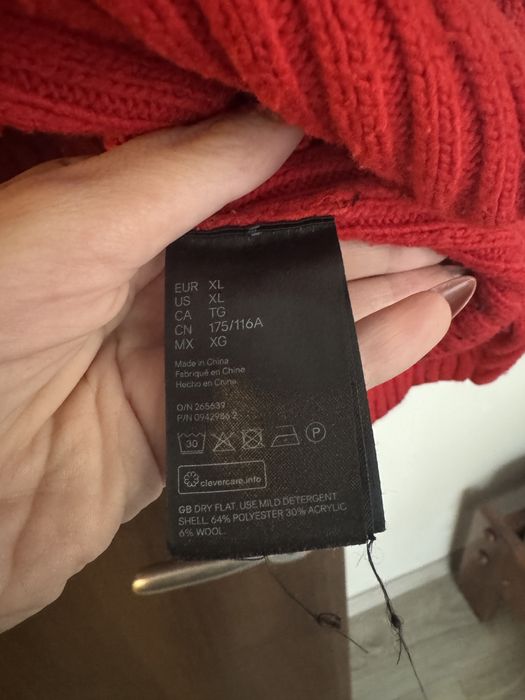 EUR XL
US XL
CA TG
CN 175/116A
MX XG
Made in China
Fabriqué en Chine
Hecho en China
O/N 265639
P/N 0942986 2
30
P
clevercare.info
GB DRY FLAT. USE MILD DETERGENT
SHELL. 64% POLYESTER 30% ACRYLIC
6% WOOL.